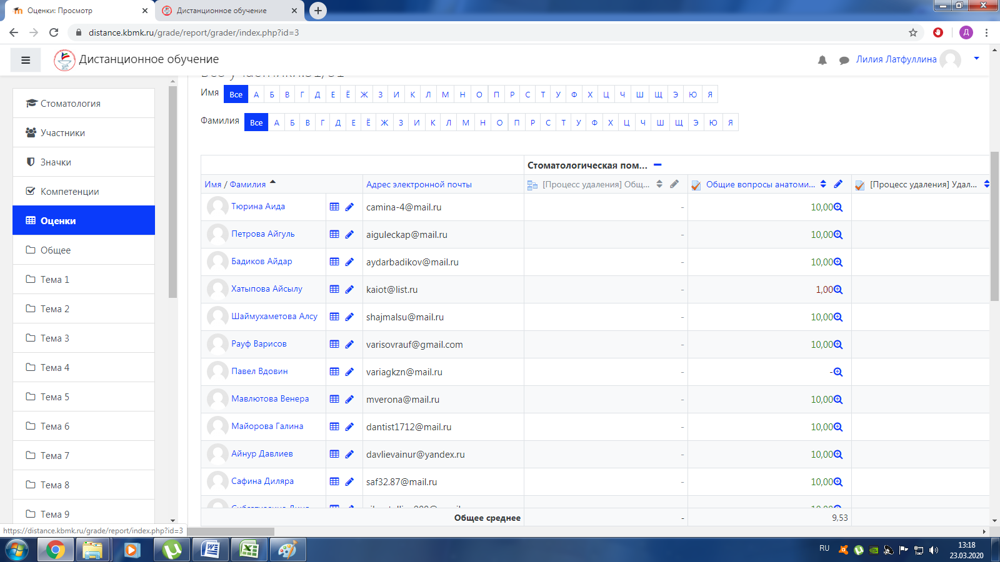 Оценки: Просмотр
Дистанционное обучение
distance.kbmk.ru/grade/report/grader/index.php?id=3
Д
Дистанционное обучение
Лилия Латфуллина
Стоматология
Участники
Значки
Компетенции
Оценки
Общее
Тема 1
Тема 2
Тема 3
Тема 4
Тема 5
Тема 6
Тема 7
Тема 8
Тема 9
Имя Все А Б В Г Д Е Ё Ж З И К Л М Н О П Р С Т У Ф Х Ц Ч Ш Щ Э Ю Я
Фамилия Все А Б В Г Д Е Ё Ж З И К Л М Н О П Р С Т У Ф Х Ц Ч Ш Щ Э Ю Я
Стоматологическая пом...
Имя / Фамилия Адрес электронной почты [Процесс удаления] Общ... Общие вопросы анатоми... [Процесс удаления] Удал...
Тюрина Аида camina-4@mail.ru - 10,00
Петрова Айгуль aiguleckap@mail.ru - 10,00
Бадиков Айдар aydarbadikov@mail.ru - 10,00
Хатыпова Айсылу kaiot@list.ru - 1,00
Шаймухаметова Алсу shajmalsu@mail.ru - 10,00
Рауф Варисов varisovrauf@gmail.com - 10,00
Павел Вдовин variagkzn@mail.ru -
Мавлютова Венера mverona@mail.ru - 10,00
Майорова Галина dantist1712@mail.ru - 10,00
Айнур Давлиев davlievainur@yandex.ru - 10,00
Сафина Диляра saf32.87@mail.ru - 10,00
Общее среднее - 9,53
https://distance.kbmk.ru/grade/report/index.php?id=3
RU
13:18
23.03.2020